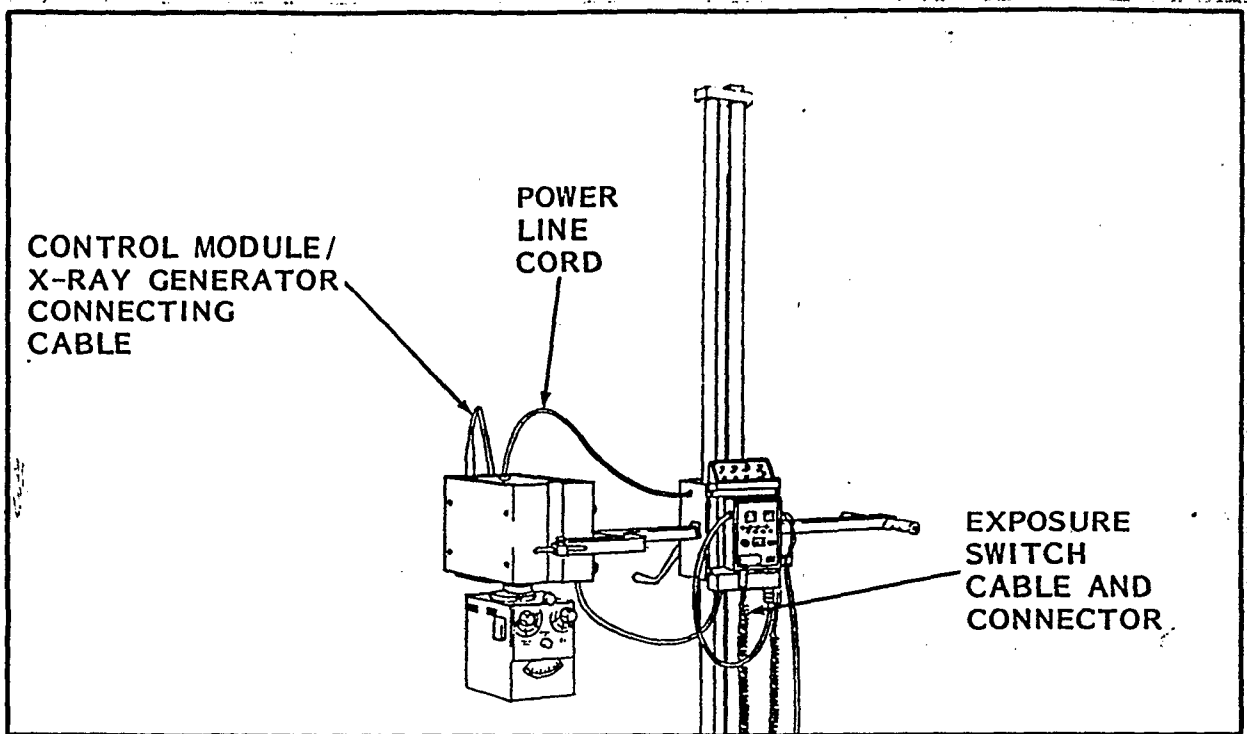 CONTROL MODULE/
X-RAY GENERATOR
CONNECTING
CABLE
POWER
LINE
CORD
EXPOSURE
SWITCH
CABLE AND
CONNECTOR